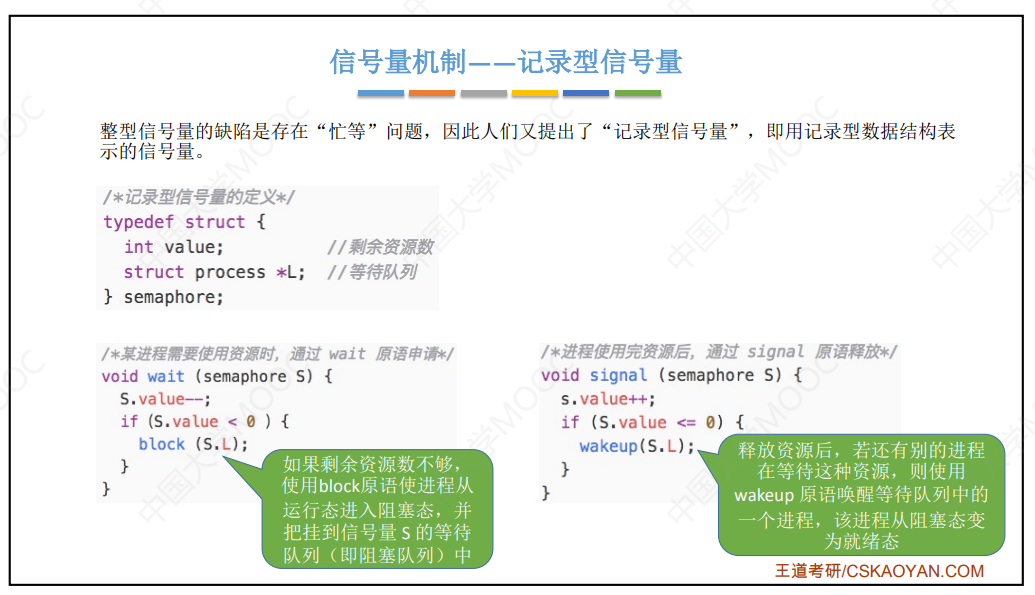 信号量机制——记录型信号量
整型信号量的缺陷是存在“忙等”问题，因此人们又提出了“记录型信号量”，即用记录型数据结构表
示的信号量。
/*记录型信号量的定义*/
typedef struct {
int value; //剩余资源数
struct process *L; //等待队列
} semaphore;
/*某进程需要使用资源时，通过 wait 原语申请*/
void wait (semaphore S) {
S.value--;
if (S.value < 0 ) {
block (S.L);
}
}
如果剩余资源数不够，
使用block原语使进程从
运行态进入阻塞态，并
把挂到信号量 S 的等待
队列（即阻塞队列）中
/*进程使用完资源后，通过 signal 原语释放*/
void signal (semaphore S) {
s.value++;
if (S.value <= 0) {
wakeup(S.L);
}
}
释放资源后，若还有别的进程
在等待这种资源，则使用
wakeup 原语唤醒等待队列中的
一个进程，该进程从阻塞态变
为就绪态
王道考研/CSKAOYAN.COM
中国大学MOOC